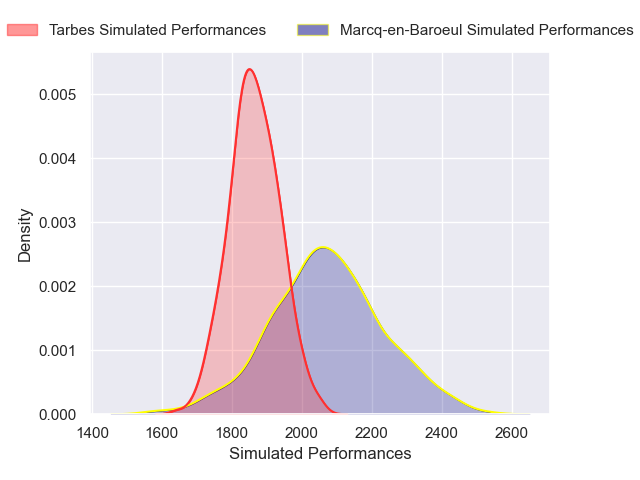 Tarbes Simulated Performances Marcq-en-Baroeul Simulated Performances
0.005
0.004
0.003
0.002
0.001
0.000
Density
1400 1600 1800 2000 2200 2400 2600
Simulated Performances